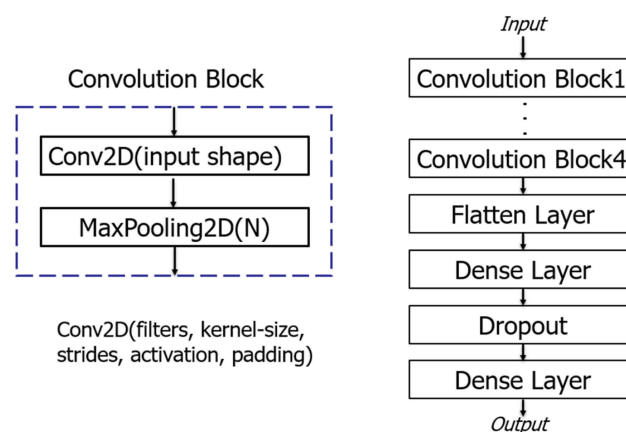 Convolution Block
Conv2D(input shape)
MaxPooling2D(N)
Conv2D(filters, kernel-size,
strides, activation, padding)
Input
Convolution Block1
Convolution Block4
Flatten Layer
Dense Layer
Dropout
Dense Layer
Output